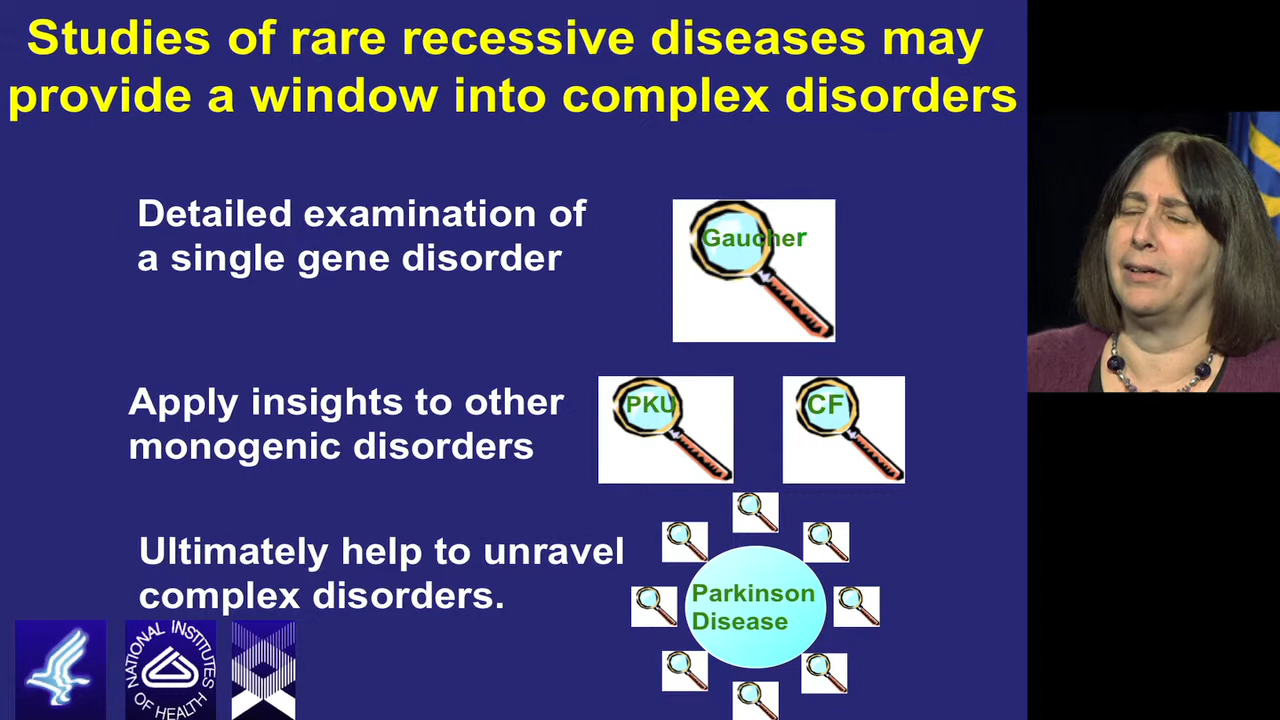 Studies of rare recessive diseases may
provide a window into complex disorders
Detailed examination of
a single gene disorder
Gaucher
Apply insights to other
monogenic disorders
PKU
CF
Ultimately help to unravel
complex disorders.
Parkinson
Disease
NATIONAL INSTITUTES
OF HEALTH